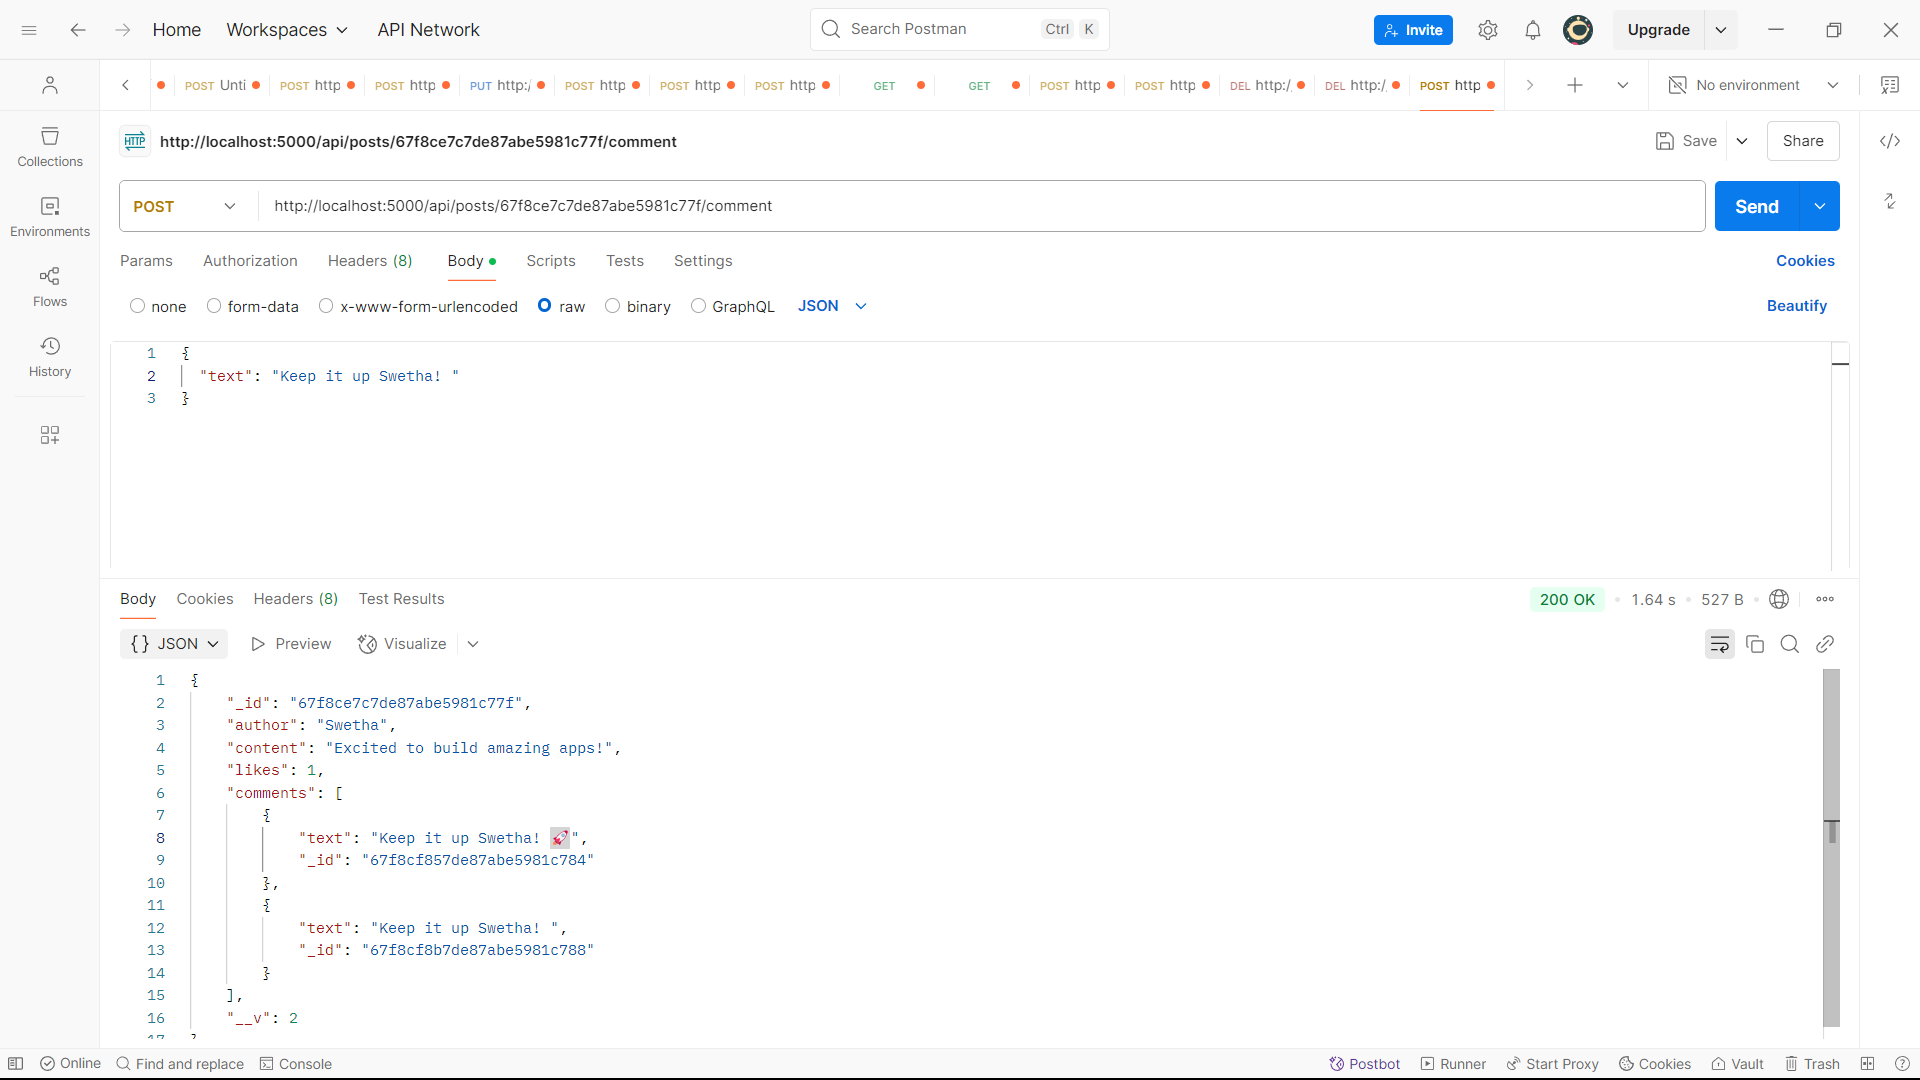 Home Workspaces API Network Search Postman Ctrl K Invite Upgrade
POST Unti POST http POST http PUT http:/ POST http POST http POST http GET GET POST http POST http DEL http:/ DEL http:/ POST http No environment
Collections
Environments
Flows
History
HTTP http://localhost:5000/api/posts/67f8ce7c7de87abe5981c77f/comment Save Share
POST http://localhost:5000/api/posts/67f8ce7c7de87abe5981c77f/comment Send
Params Authorization Headers (8) Body Scripts Tests Settings Cookies
none form-data x-www-form-urlencoded raw binary GraphQL JSON Beautify
1 {
2 "text": "Keep it up Swetha! "
3 }
Body Cookies Headers (8) Test Results 200 OK 1.64 s 527 B
{} JSON Preview Visualize
1 {
2 "_id": "67f8ce7c7de87abe5981c77f",
3 "author": "Swetha",
4 "content": "Excited to build amazing apps!",
5 "likes": 1,
6 "comments": [
7 {
8 "text": "Keep it up Swetha! 🚀",
9 "_id": "67f8cf857de87abe5981c784"
10 },
11 {
12 "text": "Keep it up Swetha! ",
13 "_id": "67f8cf8b7de87abe5981c788"
14 }
15 ],
16 "__v": 2
17 }
Online Find and replace Console Postbot Runner Start Proxy Cookies Vault Trash